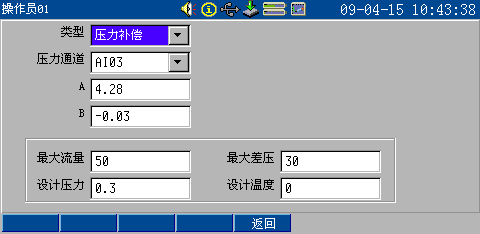 操作员01 09-04-15 10:43:38
类型 压力补偿
压力通道 AI03
A 4.28
B -0.03
最大流量 50 最大差压 30
设计压力 0.3 设计温度 0
返回